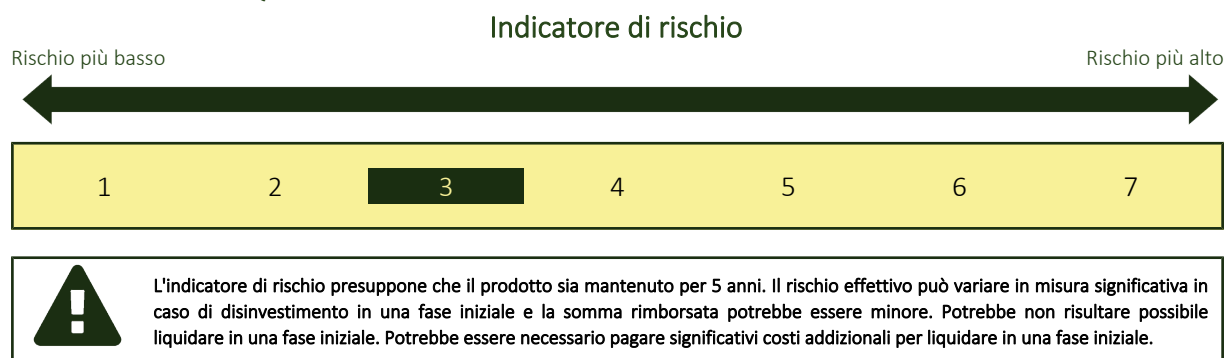 Indicatore di rischio
Rischio più basso
Rischio più alto
1 2 3 4 5 6 7
L'indicatore di rischio presuppone che il prodotto sia mantenuto per 5 anni. Il rischio effettivo può variare in misura significativa in
caso di disinvestimento in una fase iniziale e la somma rimborsata potrebbe essere minore. Potrebbe non risultare possibile
liquidare in una fase iniziale. Potrebbe essere necessario pagare significativi costi addizionali per liquidare in una fase iniziale.